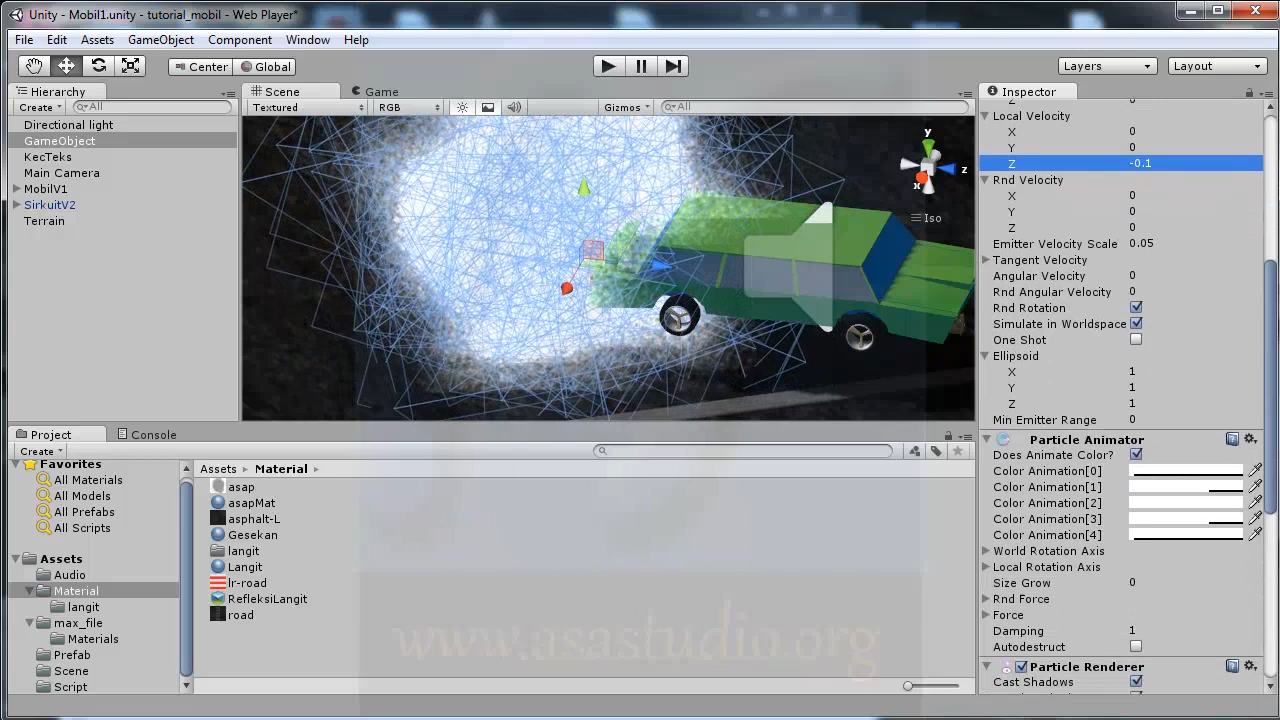 Unity - Mobil1.unity - tutorial_mobil - Web Player*
File Edit Assets GameObject Component Window Help
Center Global Layers Layout
Hierarchy
Create All
Directional light
GameObject
KecTeks
Main Camera
MobilV1
SirkuitV2
Terrain
Scene Game
Textured RGB Gizmos All
y
z
x
Iso
Inspector
Z 0
Local Velocity
X 0
Y 0
Z -0.1
Rnd Velocity
X 0
Y 0
Z 0
Emitter Velocity Scale 0.05
Tangent Velocity
Angular Velocity 0
Rnd Angular Velocity 0
Rnd Rotation
Simulate in Worldspace
One Shot
Ellipsoid
X 1
Y 1
Z 1
Min Emitter Range 0
Particle Animator
Does Animate Color?
Color Animation[0]
Color Animation[1]
Color Animation[2]
Color Animation[3]
Color Animation[4]
World Rotation Axis
Local Rotation Axis
Size Grow 0
Rnd Force
Force
Damping 1
Autodestruct
Particle Renderer
Cast Shadows
Project Console
Create
Favorites
All Materials
All Models
All Prefabs
All Scripts
Assets
Audio
Material
langit
max_file
Materials
Prefab
Scene
Script
Assets Material
asap
asapMat
asphalt-L
Gesekan
langit
Langit
lr-road
RefleksiLangit
road
www.asastudio.org